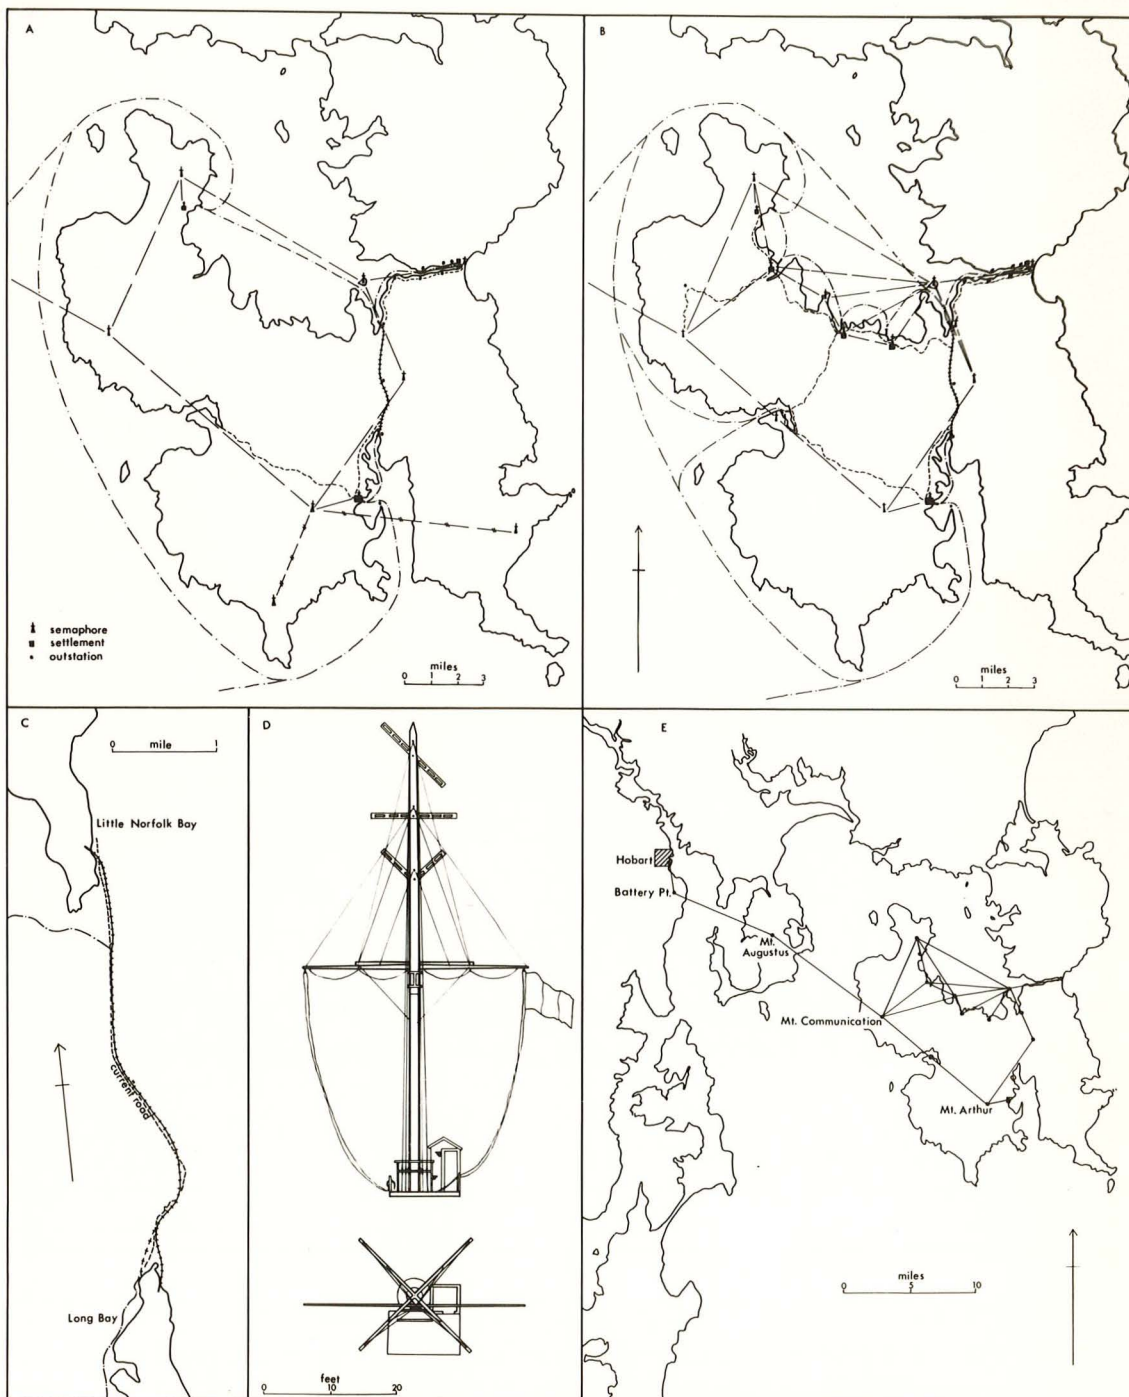 A
semaphore
settlement
outstation
miles
0 1 2 3
B
miles
0 1 2 3
C
0 mile 1
Little Norfolk Bay
current road
Long Bay
D
feet
0 10 20
E
Hobart
Battery Pt.
Mt. Augustus
Mt. Communication
Mt. Arthur
miles
0 5 10